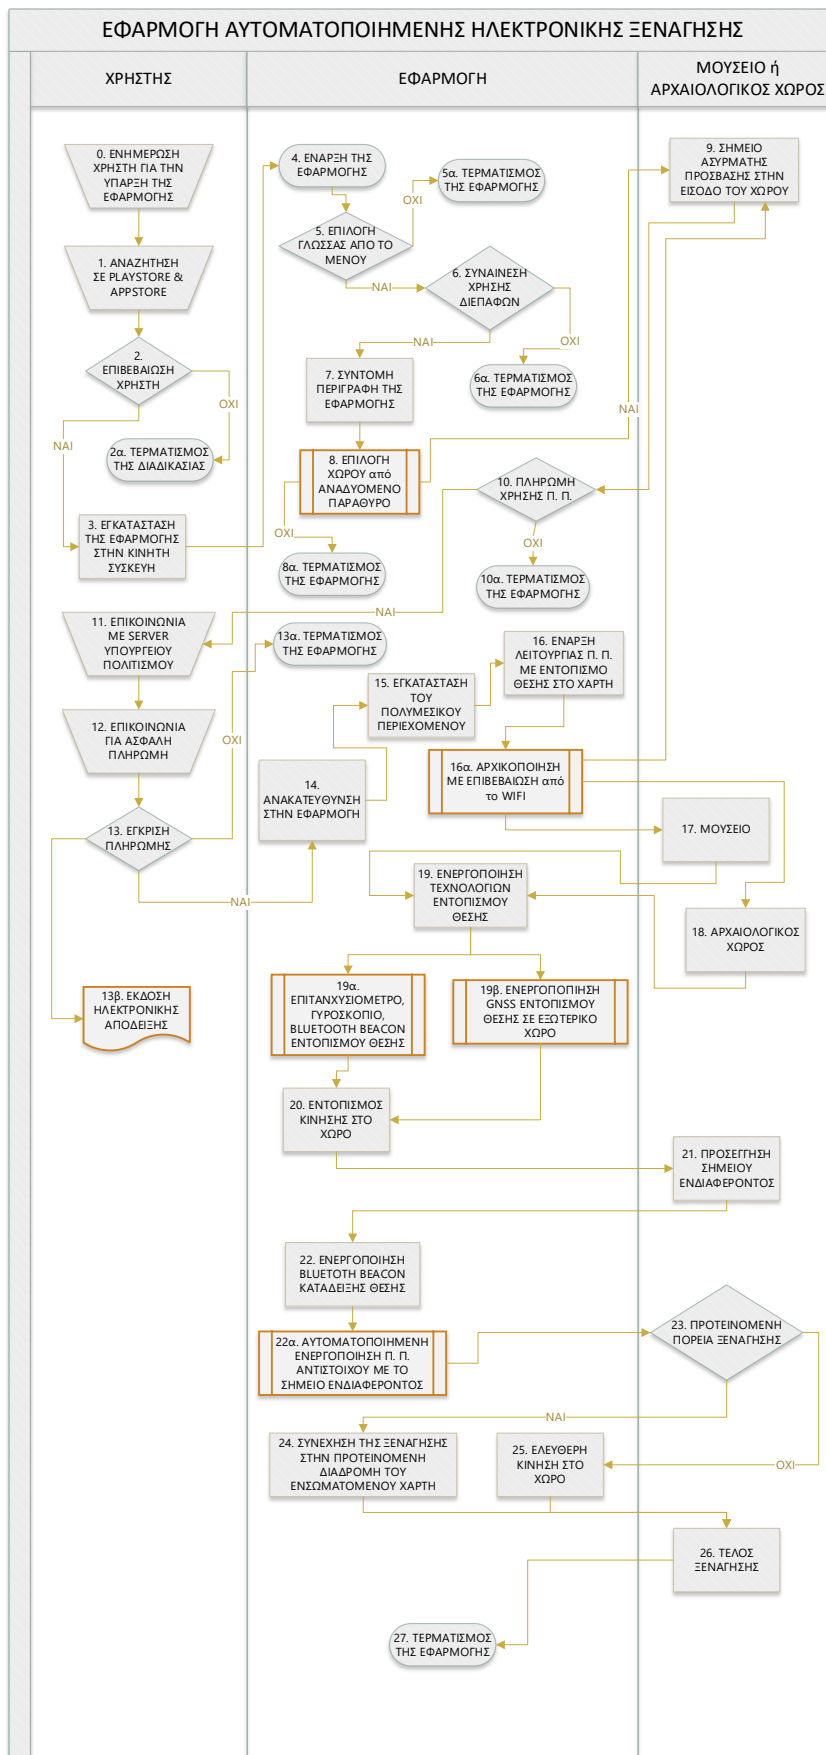 ΕΦΑΡΜΟΓΗ ΑΥΤΟΜΑΤΟΠΟΙΗΜΕΝΗΣ ΗΛΕΚΤΡΟΝΙΚΗΣ ΞΕΝΑΓΗΣΗΣ
ΧΡΗΣΤΗΣ
ΕΦΑΡΜΟΓΗ
ΜΟΥΣΕΙΟ ή
ΑΡΧΑΙΟΛΟΓΙΚΟΣ ΧΩΡΟΣ
0. ΕΝΗΜΕΡΩΣΗ
ΧΡΗΣΤΗ ΓΙΑ ΤΗΝ
ΥΠΑΡΞΗ ΤΗΣ
ΕΦΑΡΜΟΓΗΣ
1. ΑΝΑΖΗΤΗΣΗ
ΣΕ PLAYSTORE &
APPSTORE
2.
ΕΠΙΒΕΒΑΙΩΣΗ
ΧΡΗΣΤΗ
ΟΧΙ
ΝΑΙ
2α. ΤΕΡΜΑΤΙΣΜΟΣ
ΤΗΣ ΔΙΑΔΙΚΑΣΙΑΣ
3. ΕΓΚΑΤΑΣΤΑΣΗ
ΤΗΣ ΕΦΑΡΜΟΓΗΣ
ΣΤΗΝ ΚΙΝΗΤΗ
ΣΥΣΚΕΥΗ
4. ΕΝΑΡΞΗ ΤΗΣ
ΕΦΑΡΜΟΓΗΣ
5α. ΤΕΡΜΑΤΙΣΜΟΣ
ΤΗΣ ΕΦΑΡΜΟΓΗΣ
ΟΧΙ
5. ΕΠΙΛΟΓΗ
ΓΛΩΣΣΑΣ ΑΠΟ ΤΟ
ΜΕΝΟΥ
ΝΑΙ
6. ΣΥΝΑΙΝΕΣΗ
ΧΡΗΣΗΣ
ΔΙΕΠΑΦΩΝ
ΟΧΙ
ΝΑΙ
6α. ΤΕΡΜΑΤΙΣΜΟΣ
ΤΗΣ ΕΦΑΡΜΟΓΗΣ
7. ΣΥΝΤΟΜΗ
ΠΕΡΙΓΡΑΦΗ ΤΗΣ
ΕΦΑΡΜΟΓΗΣ
8. ΕΠΙΛΟΓΗ
ΧΩΡΟΥ από
ΑΝΑΔΥΟΜΕΝΟ
ΠΑΡΑΘΥΡΟ
ΟΧΙ
ΝΑΙ
8α. ΤΕΡΜΑΤΙΣΜΟΣ
ΤΗΣ ΕΦΑΡΜΟΓΗΣ
9. ΣΗΜΕΙΟ
ΑΣΥΡΜΑΤΗΣ
ΠΡΟΣΒΑΣΗΣ ΣΤΗΝ
ΕΙΣΟΔΟ ΤΟΥ ΧΩΡΟΥ
10. ΠΛΗΡΩΜΗ
ΧΡΗΣΗΣ Π. Π.
ΟΧΙ
10α. ΤΕΡΜΑΤΙΣΜΟΣ
ΤΗΣ ΕΦΑΡΜΟΓΗΣ
ΝΑΙ
11. ΕΠΙΚΟΙΝΩΝΙΑ
ΜΕ SERVER
ΥΠΟΥΡΓΕΙΟΥ
ΠΟΛΙΤΙΣΜΟΥ
12. ΕΠΙΚΟΙΝΩΝΙΑ
ΓΙΑ ΑΣΦΑΛΗ
ΠΛΗΡΩΜΗ
ΟΧΙ
13. ΕΓΚΡΙΣΗ
ΠΛΗΡΩΜΗΣ
ΝΑΙ
13α. ΤΕΡΜΑΤΙΣΜΟΣ
ΤΗΣ ΕΦΑΡΜΟΓΗΣ
13β. ΕΚΔΟΣΗ
ΗΛΕΚΤΡΟΝΙΚΗΣ
ΑΠΟΔΕΙΞΗΣ
14.
ΑΝΑΚΑΤΕΥΘΥΝΣΗ
ΣΤΗΝ ΕΦΑΡΜΟΓΗ
15. ΕΓΚΑΤΑΣΤΑΣΗ
ΤΟΥ
ΠΟΛΥΜΕΣΙΚΟΥ
ΠΕΡΙΕΧΟΜΕΝΟΥ
16. ΕΝΑΡΞΗ
ΛΕΙΤΟΥΡΓΙΑΣ Π. Π.
ΜΕ ΕΝΤΟΠΙΣΜΟ
ΘΕΣΗΣ ΣΤΟ ΧΑΡΤΗ
16α. ΑΡΧΙΚΟΠΟΙΗΣΗ
ΜΕ ΕΠΙΒΕΒΑΙΩΣΗ από
το WIFI
17. ΜΟΥΣΕΙΟ
18. ΑΡΧΑΙΟΛΟΓΙΚΟΣ
ΧΩΡΟΣ
19. ΕΝΕΡΓΟΠΟΙΗΣΗ
ΤΕΧΝΟΛΟΓΙΩΝ
ΕΝΤΟΠΙΣΜΟΥ
ΘΕΣΗΣ
19α.
ΕΠΙΤΑΝΧΥΣΙΟΜΕΤΡΟ,
ΓΥΡΟΣΚΟΠΙΟ,
BLUETOOTH BEACON
ΕΝΤΟΠΙΣΜΟΥ ΘΕΣΗΣ
19β. ΕΝΕΡΓΟΠΟΠΙΗΣΗ
GNSS ΕΝΤΟΠΙΣΜΟΥ
ΘΕΣΗΣ ΣΕ ΕΞΩΤΕΡΙΚΟ
ΧΩΡΟ
20. ΕΝΤΟΠΙΣΜΟΣ
ΚΙΝΗΣΗΣ ΣΤΟ
ΧΩΡΟ
21. ΠΡΟΣΕΓΓΗΣΗ
ΣΗΜΕΙΟΥ
ΕΝΔΙΑΦΕΡΟΝΤΟΣ
22. ΕΝΕΡΓΟΠΟΙΗΣΗ
BLUETOTH BEACON
ΚΑΤΑΔΕΙΞΗΣ ΘΕΣΗΣ
22α. ΑΥΤΟΜΑΤΟΠΟΙΗΜΕΝΗ
ΕΝΕΡΓΟΠΟΙΗΣΗ Π. Π.
ΑΝΤΙΣΤΟΙΧΟΥ ΜΕ ΤΟ
ΣΗΜΕΙΟ ΕΝΔΙΑΦΕΡΟΝΤΟΣ
23. ΠΡΟΤΕΙΝΟΜΕΝΗ
ΠΟΡΕΙΑ ΞΕΝΑΓΗΣΗΣ
ΝΑΙ
ΟΧΙ
24. ΣΥΝΕΧΗΣΗ ΤΗΣ ΞΕΝΑΓΗΣΗΣ
ΣΤΗΝ ΠΡΟΤΕΙΝΟΜΕΝΗ
ΔΙΑΔΡΟΜΗ ΤΟΥ
ΕΝΣΩΜΑΤΟΜΕΝΟΥ ΧΑΡΤΗ
25. ΕΛΕΥΘΕΡΗ
ΚΙΝΗΣΗ ΣΤΟ
ΧΩΡΟ
26. ΤΕΛΟΣ
ΞΕΝΑΓΗΣΗΣ
27. ΤΕΡΜΑΤΙΣΜΟΣ
ΤΗΣ ΕΦΑΡΜΟΓΗΣ